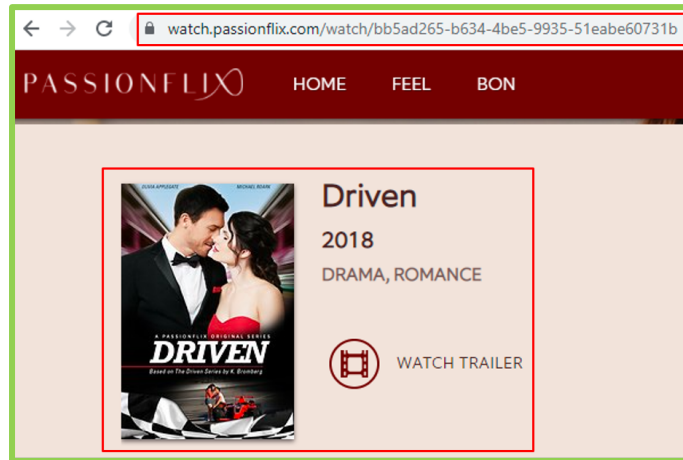 watch.passionflix.com/watch/bb5ad265-b634-4be5-9935-51eabe60731b
PASSIONFLIX
HOME
FEEL
BON
OLIVIA APPLEGATE
MICHAEL ROARK
A PASSIONFLIX ORIGINAL SERIES
DRIVEN
Based on The Driven Series by K. Bromberg
Driven
2018
DRAMA, ROMANCE
WATCH TRAILER